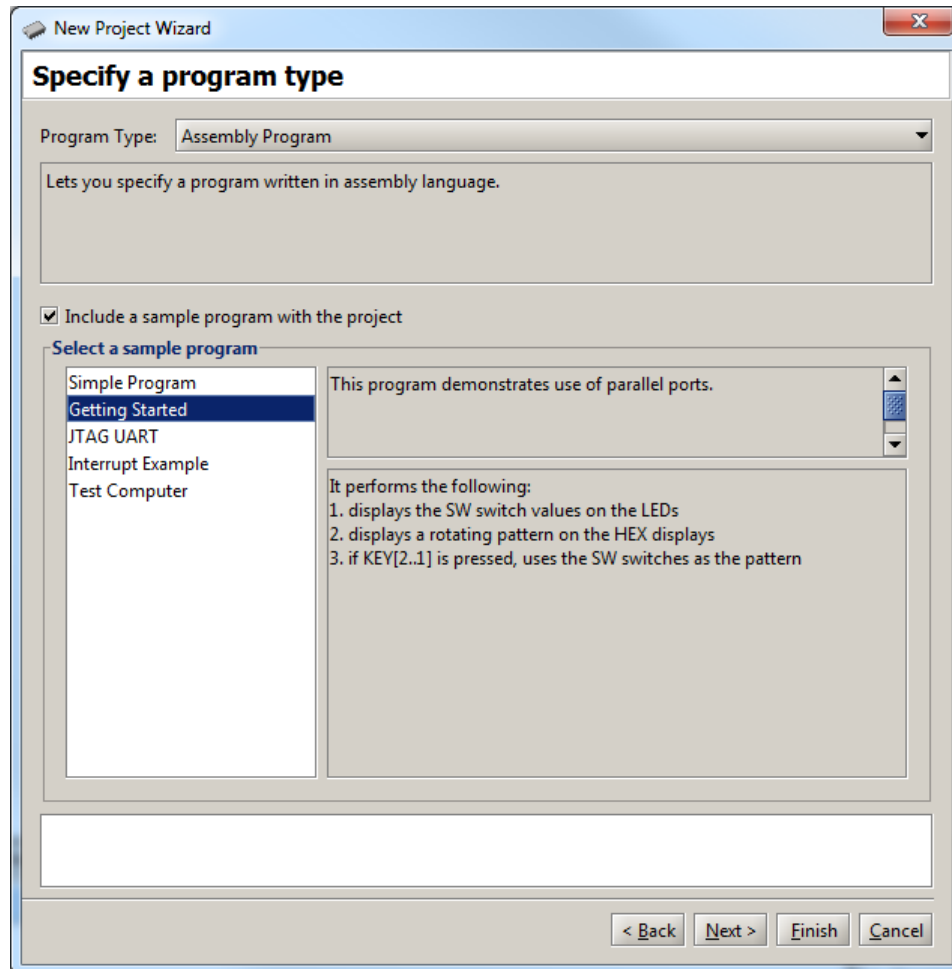 New Project Wizard
Specify a program type
Program Type: Assembly Program
Lets you specify a program written in assembly language.
Include a sample program with the project
Select a sample program
Simple Program
Getting Started
JTAG UART
Interrupt Example
Test Computer
This program demonstrates use of parallel ports.
It performs the following:
1. displays the SW switch values on the LEDs
2. displays a rotating pattern on the HEX displays
3. if KEY[2..1] is pressed, uses the SW switches as the pattern
< Back Next > Finish Cancel